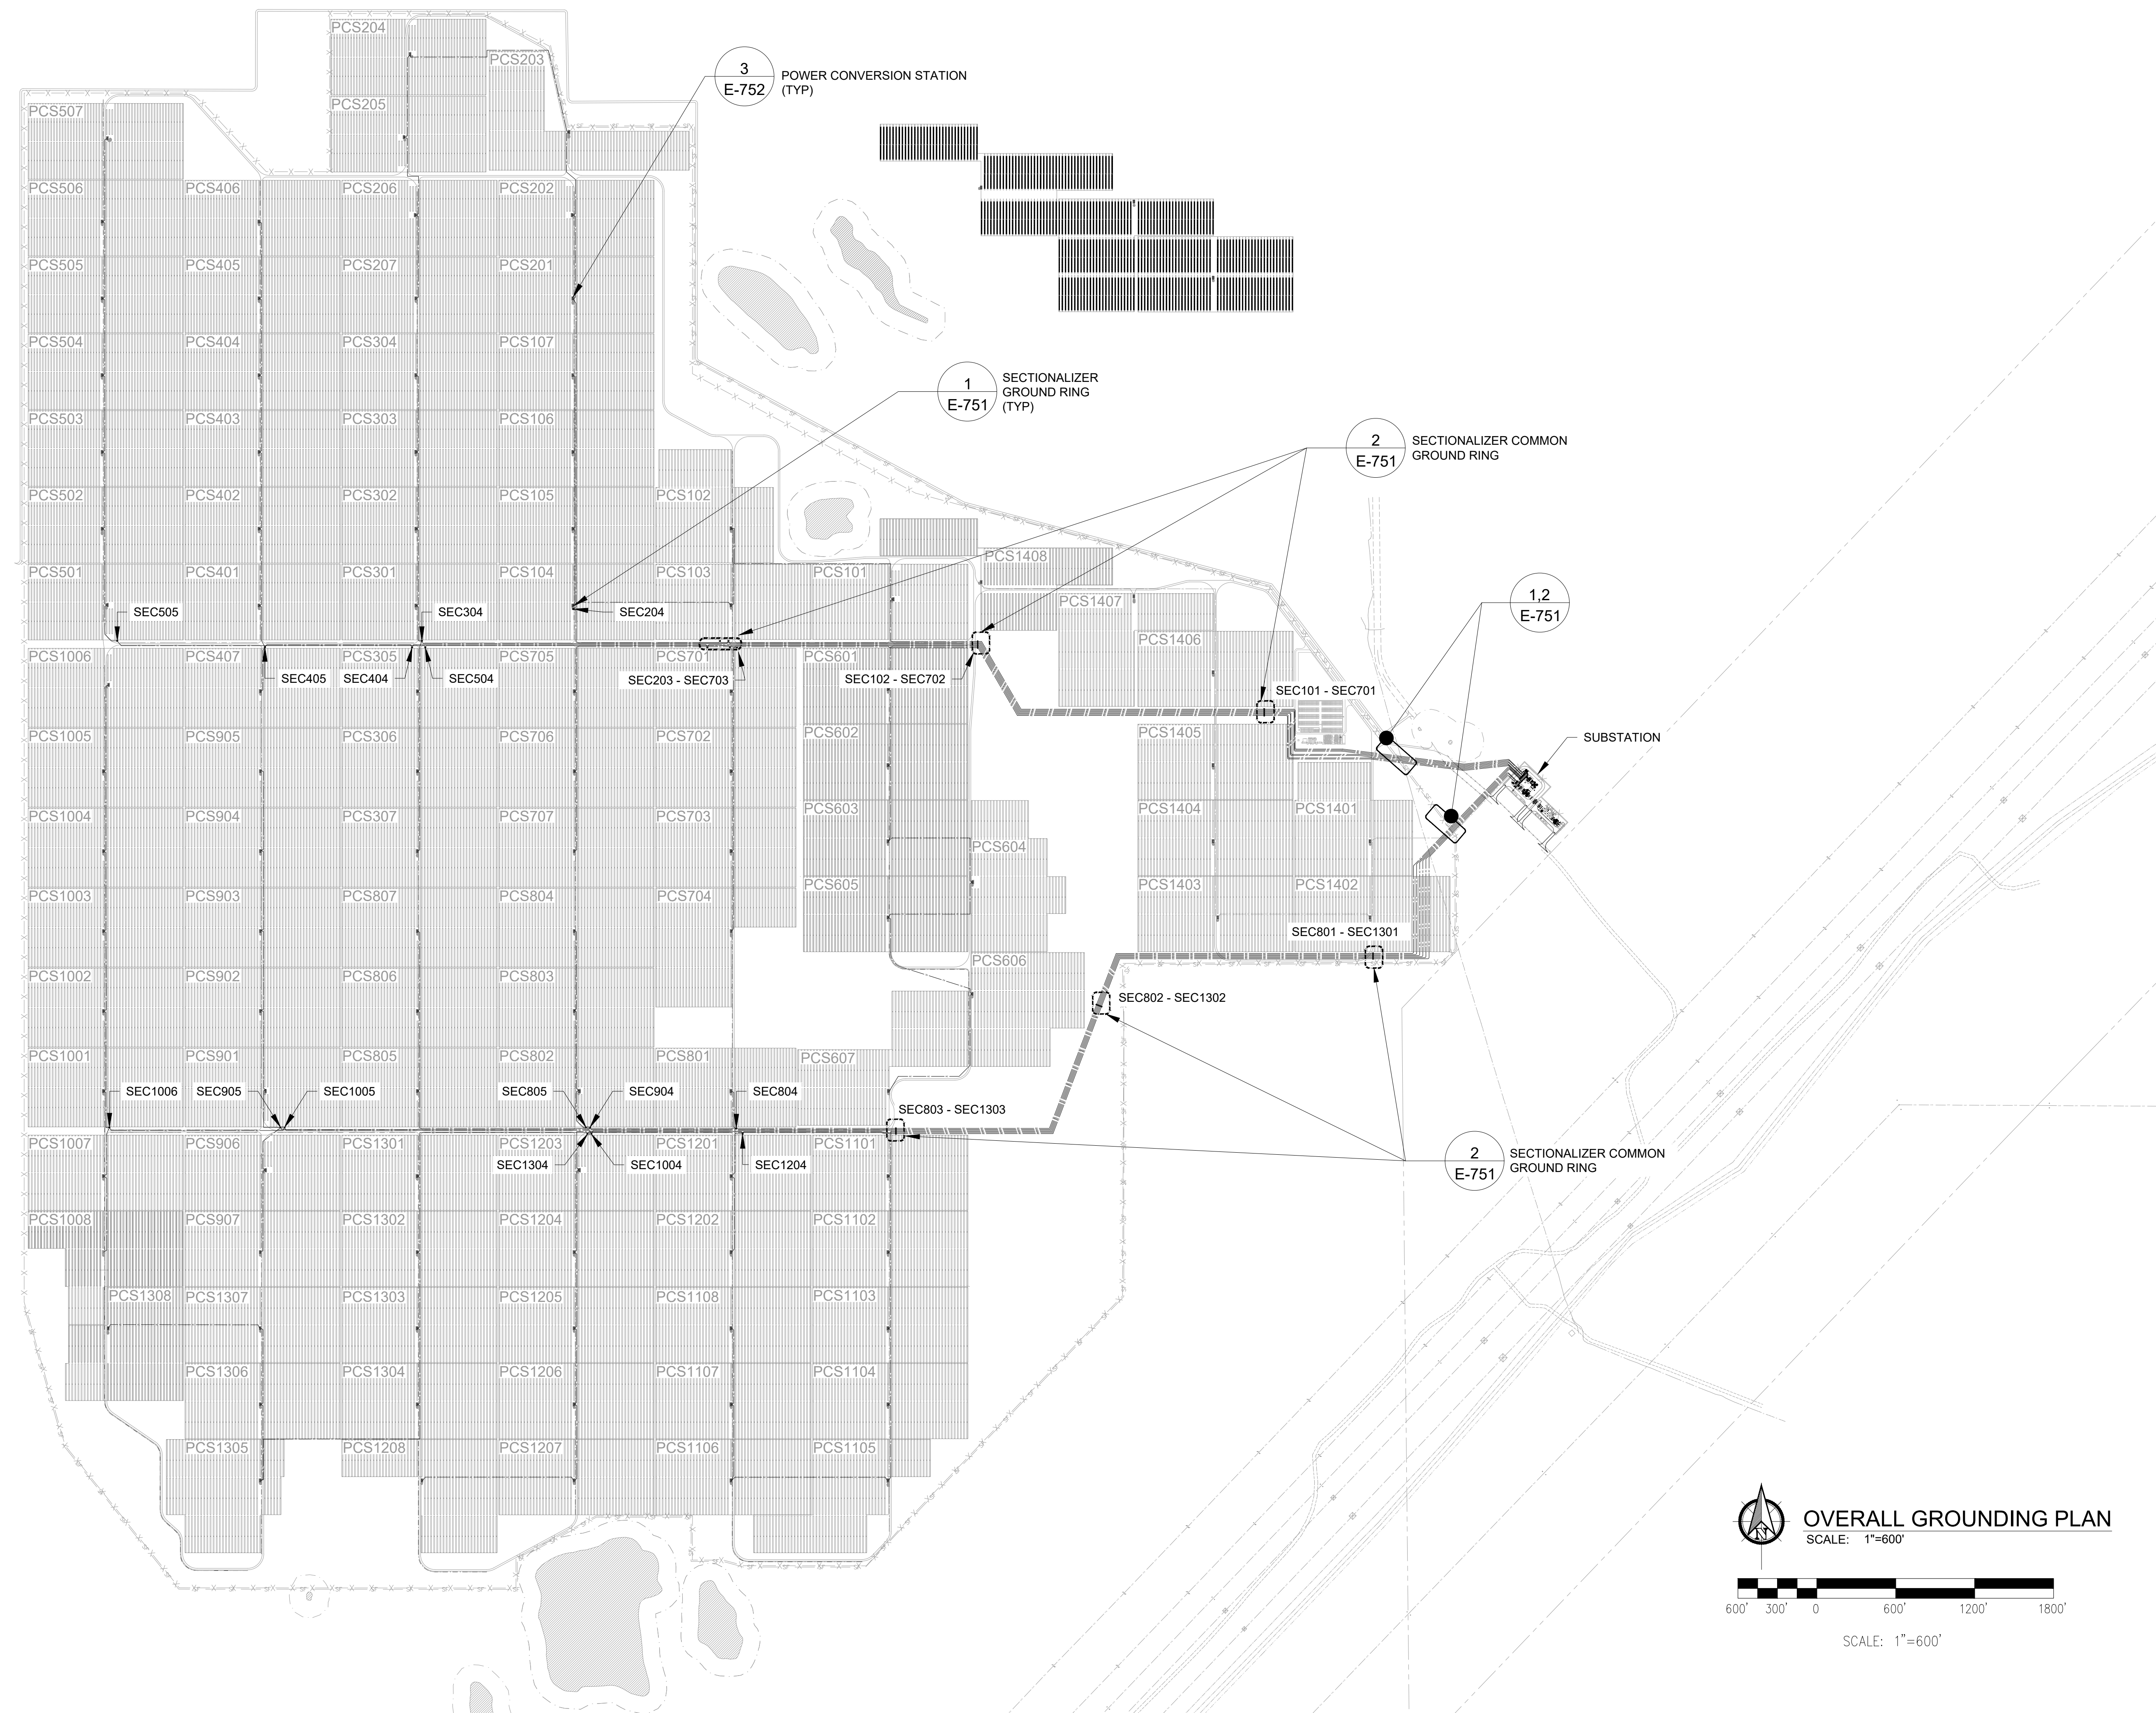 PCS204
PCS203
3
E-752
POWER CONVERSION STATION
(TYP)
PCS507
PCS205
PCS506
PCS406
PCS206
PCS202
PCS505
PCS405
PCS207
PCS201
PCS504
PCS404
PCS304
PCS107
1
E-751
SECTIONALIZER
GROUND RING
(TYP)
PCS503
PCS403
PCS303
PCS106
2
E-751
SECTIONALIZER COMMON
GROUND RING
PCS502
PCS402
PCS302
PCS105
PCS102
PCS1408
PCS501
PCS401
PCS301
PCS104
PCS103
PCS101
PCS1407
1,2
E-751
SEC505
SEC304
SEC204
PCS1406
PCS1006
PCS407
PCS305
PCS705
PCS701
PCS601
SEC405
SEC404
SEC504
SEC203 - SEC703
SEC102 - SEC702
SEC101 - SEC701
PCS1005
PCS905
PCS306
PCS706
PCS702
PCS602
PCS1405
SUBSTATION
PCS1004
PCS904
PCS307
PCS707
PCS703
PCS603
PCS1404
PCS1401
PCS604
PCS1003
PCS903
PCS807
PCS804
PCS704
PCS605
PCS1403
PCS1402
SEC801 - SEC1301
PCS1002
PCS902
PCS806
PCS803
PCS606
SEC802 - SEC1302
PCS1001
PCS901
PCS805
PCS802
PCS801
PCS607
SEC1006
SEC905
SEC1005
SEC805
SEC904
SEC804
SEC803 - SEC1303
PCS1007
PCS906
PCS1301
PCS1203
PCS1201
PCS1101
SEC1304
SEC1004
SEC1204
2
E-751
SECTIONALIZER COMMON
GROUND RING
PCS1008
PCS907
PCS1302
PCS1204
PCS1202
PCS1102
PCS1308
PCS1307
PCS1303
PCS1205
PCS1108
PCS1103
PCS1306
PCS1304
PCS1206
PCS1107
PCS1104
PCS1305
PCS1208
PCS1207
PCS1106
PCS1105
N
OVERALL GROUNDING PLAN
SCALE: 1"=600'
600' 300' 0 600' 1200' 1800'
SCALE: 1"=600'